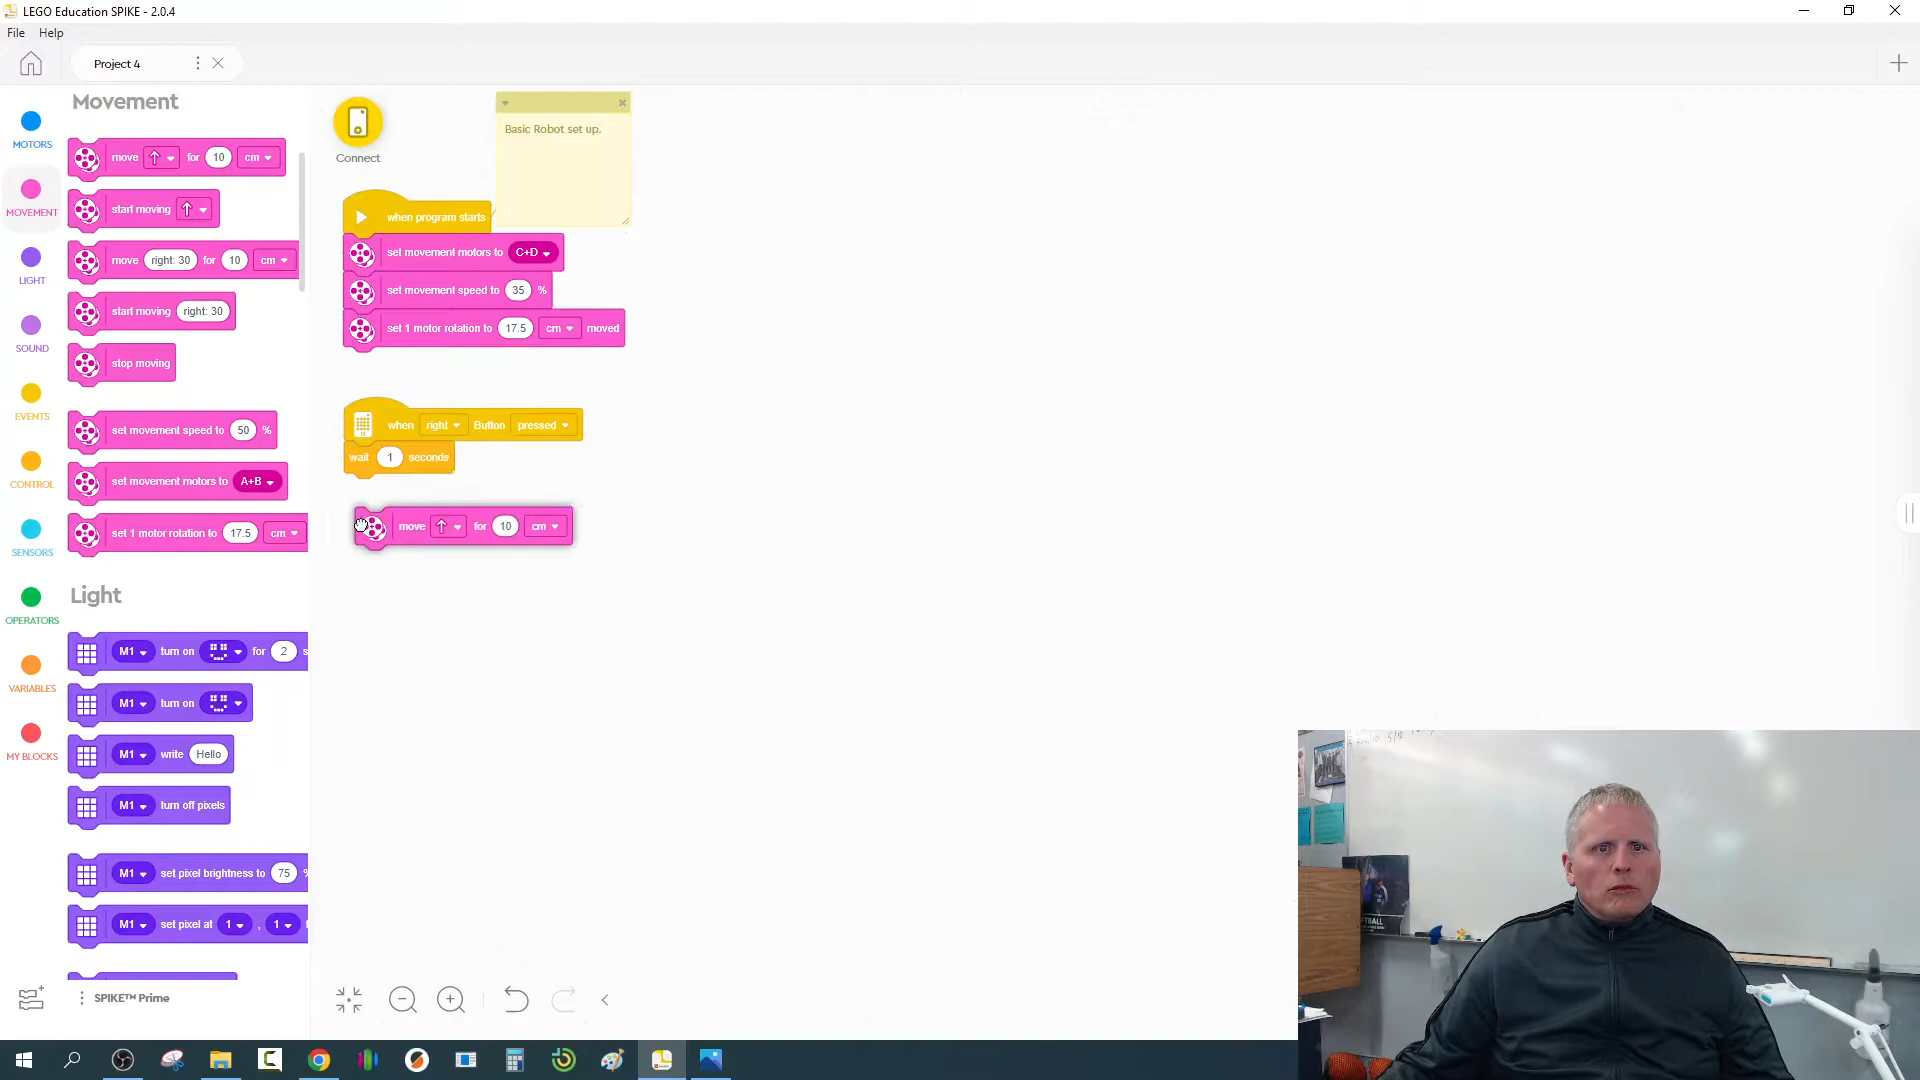 LEGO Education SPIKE - 2.0.4
File Help
Project 4
Movement
MOTORS
MOVEMENT
LIGHT
SOUND
EVENTS
CONTROL
SENSORS
OPERATORS
VARIABLES
MY BLOCKS
move for 10 cm
start moving
move right: 30 for 10 cm
start moving right: 30
stop moving
set movement speed to 50 %
set movement motors to A+B
set 1 motor rotation to 17.5 cm
Light
M1 turn on for 2 s
M1 turn on
M1 write Hello
M1 turn off pixels
M1 set pixel brightness to 75 %
M1 set pixel at 1 , 1
SPIKE™ Prime
Connect
Basic Robot set up.
when program starts
set movement motors to C+D
set movement speed to 35 %
set 1 motor rotation to 17.5 cm moved
when right Button pressed
wait 1 seconds
move for 10 cm